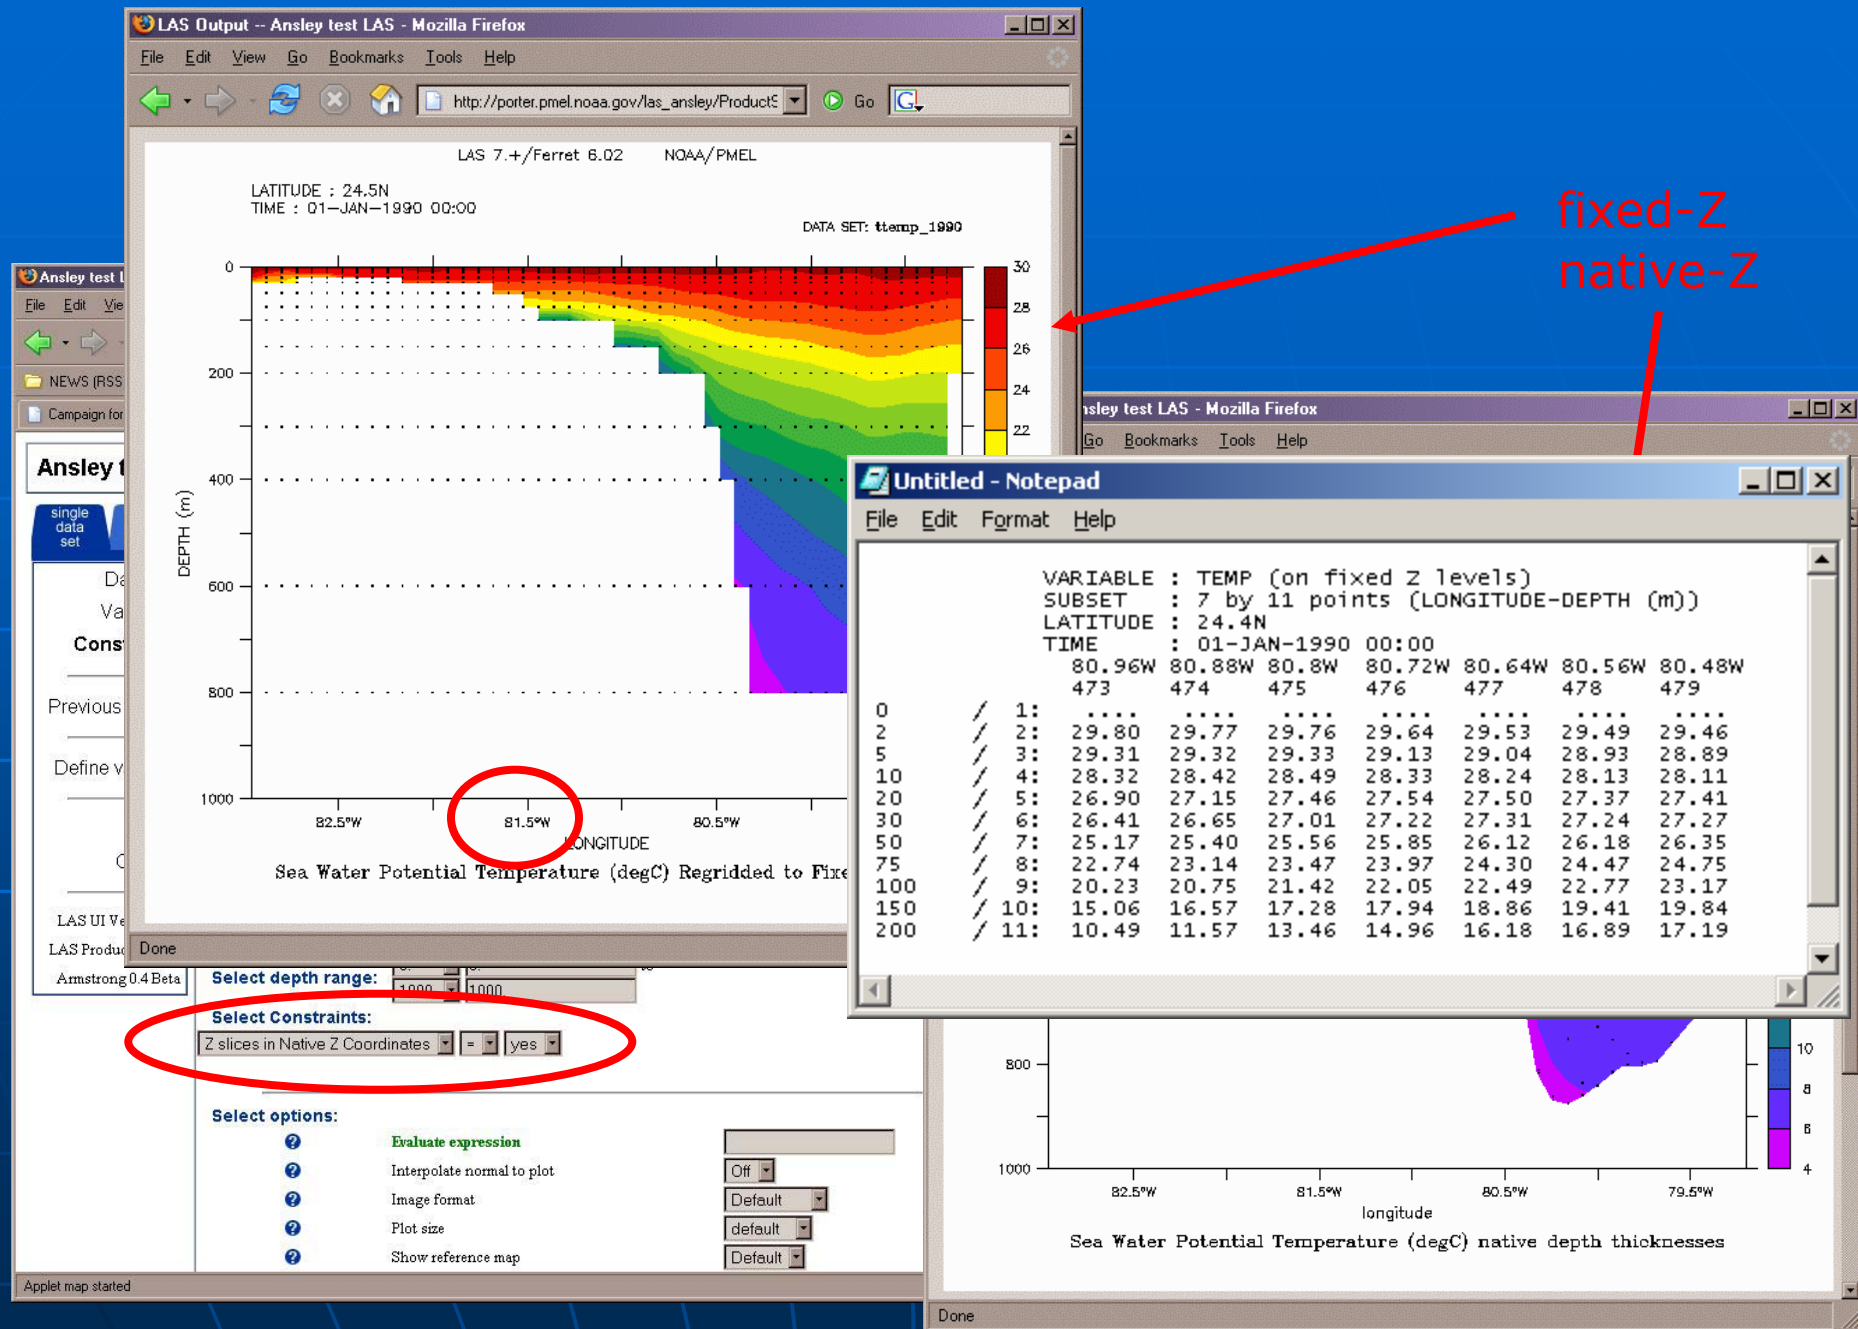 LAS Output -- Ansley test LAS - Mozilla Firefox
File Edit View Go Bookmarks Tools Help
http://porter.pmel.noaa.gov/las_ansley/ProductS Go
LAS 7.+/Ferret 6.02 NOAA/PMEL
LATITUDE : 24.5N
TIME : 01-JAN-1990 00:00
DATA SET: ttemp_1990
0
200
400
600
800
1000
DEPTH (m)
82.5°W 81.5°W 80.5°W
LONGITUDE
30
28
26
24
22
Sea Water Potential Temperature (degC) Regridded to Fixe
Done
fixed-Z
native-Z
Ansley test L
File Edit Vie
NEWS (RSS
Campaign for
Ansley t
single
data
set
Da
Va
Cons
Previous
Define v
LAS UI Ve
LAS Produc
Armstrong 0.4 Beta
Select depth range:
1000 1000
Select Constraints:
Z slices in Native Z Coordinates = yes
Select options:
Evaluate expression
Interpolate normal to plot Off
Image format Default
Plot size default
Show reference map Default
Applet map started
nsley test LAS - Mozilla Firefox
Go Bookmarks Tools Help
Untitled - Notepad
File Edit Format Help
VARIABLE : TEMP (on fixed Z levels)
SUBSET : 7 by 11 points (LONGITUDE-DEPTH (m))
LATITUDE : 24.4N
TIME : 01-JAN-1990 00:00
80.96W 80.88W 80.8W 80.72W 80.64W 80.56W 80.48W
473 474 475 476 477 478 479
0 / 1: .... .... .... .... .... .... ....
2 / 2: 29.80 29.77 29.76 29.64 29.53 29.49 29.46
5 / 3: 29.31 29.32 29.33 29.13 29.04 28.93 28.89
10 / 4: 28.32 28.42 28.49 28.33 28.24 28.13 28.11
20 / 5: 26.90 27.15 27.46 27.54 27.50 27.37 27.41
30 / 6: 26.41 26.65 27.01 27.22 27.31 27.24 27.27
50 / 7: 25.17 25.40 25.56 25.85 26.12 26.18 26.35
75 / 8: 22.74 23.14 23.47 23.97 24.30 24.47 24.75
100 / 9: 20.23 20.75 21.42 22.05 22.49 22.77 23.17
150 / 10: 15.06 16.57 17.28 17.94 18.86 19.41 19.84
200 / 11: 10.49 11.57 13.46 14.96 16.18 16.89 17.19
800
1000
82.5°W 81.5°W 80.5°W 79.5°W
longitude
10
8
6
4
Sea Water Potential Temperature (degC) native depth thicknesses
Done